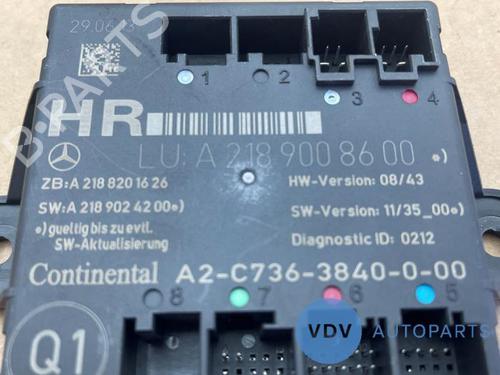 29.06.13
1 2 3 4
HR
LU: A 218 900 86 00 *)
ZB: A 218 820 16 26
HW-Version: 08/43
SW: A 218 902 42 00*)
SW-Version: 11/35_00*)
*) gueltig bis zu evtl.
SW-Aktualisierung
Diagnostic ID: 0212
Continental A2-C736-3840-0-00
8 7 6 5
Q1
B-PARTS
VDV AUTOPARTS